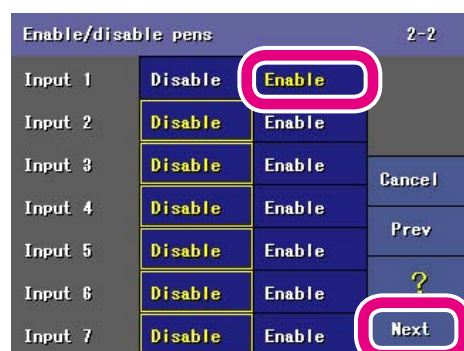 Enable/disable pens 2-2
Input 1 Disable Enable
Input 2 Disable Enable
Input 3 Disable Enable
Cancel
Input 4 Disable Enable
Prev
Input 5 Disable Enable
?
Input 6 Disable Enable
Input 7 Disable Enable Next